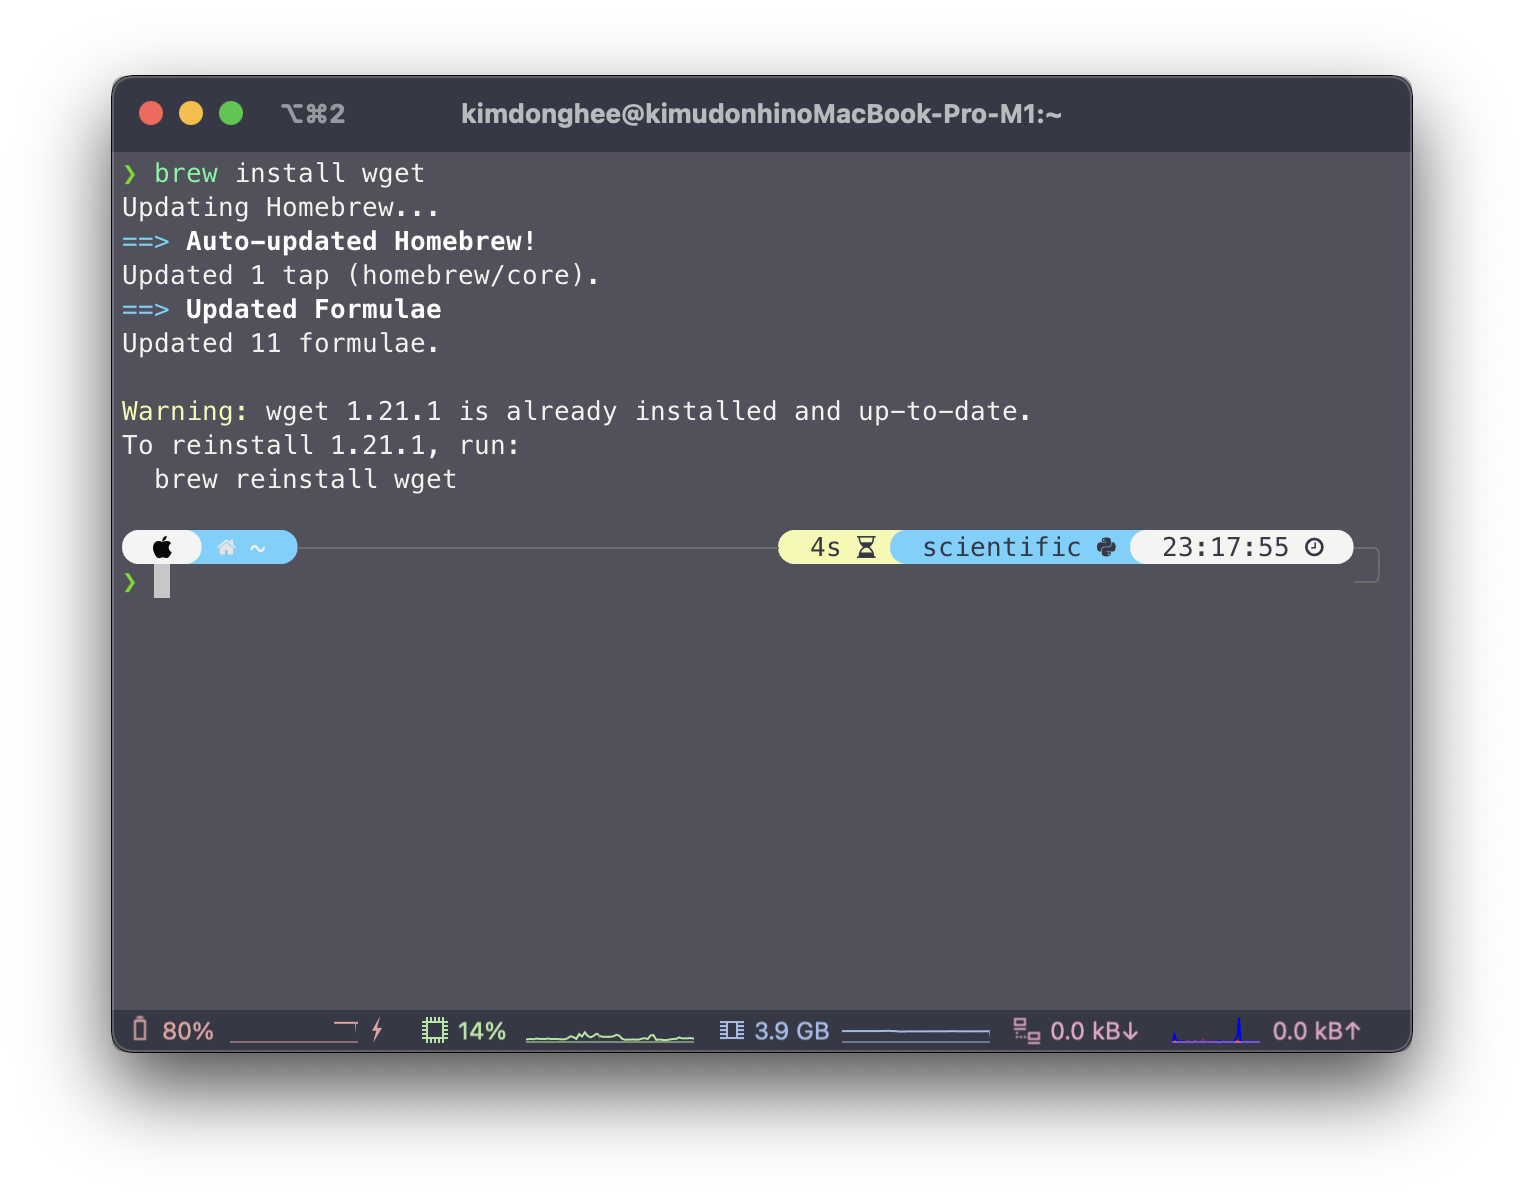 ⌥⌘2 kimdonghee@kimudonhinoMacBook-Pro-M1:~
❯ brew install wget
Updating Homebrew...
==> Auto-updated Homebrew!
Updated 1 tap (homebrew/core).
==> Updated Formulae
Updated 11 formulae.
Warning: wget 1.21.1 is already installed and up-to-date.
To reinstall 1.21.1, run:
  brew reinstall wget
~ 4s scientific 23:17:55
❯
80% 14% 3.9 GB 0.0 kB↓ 0.0 kB↑